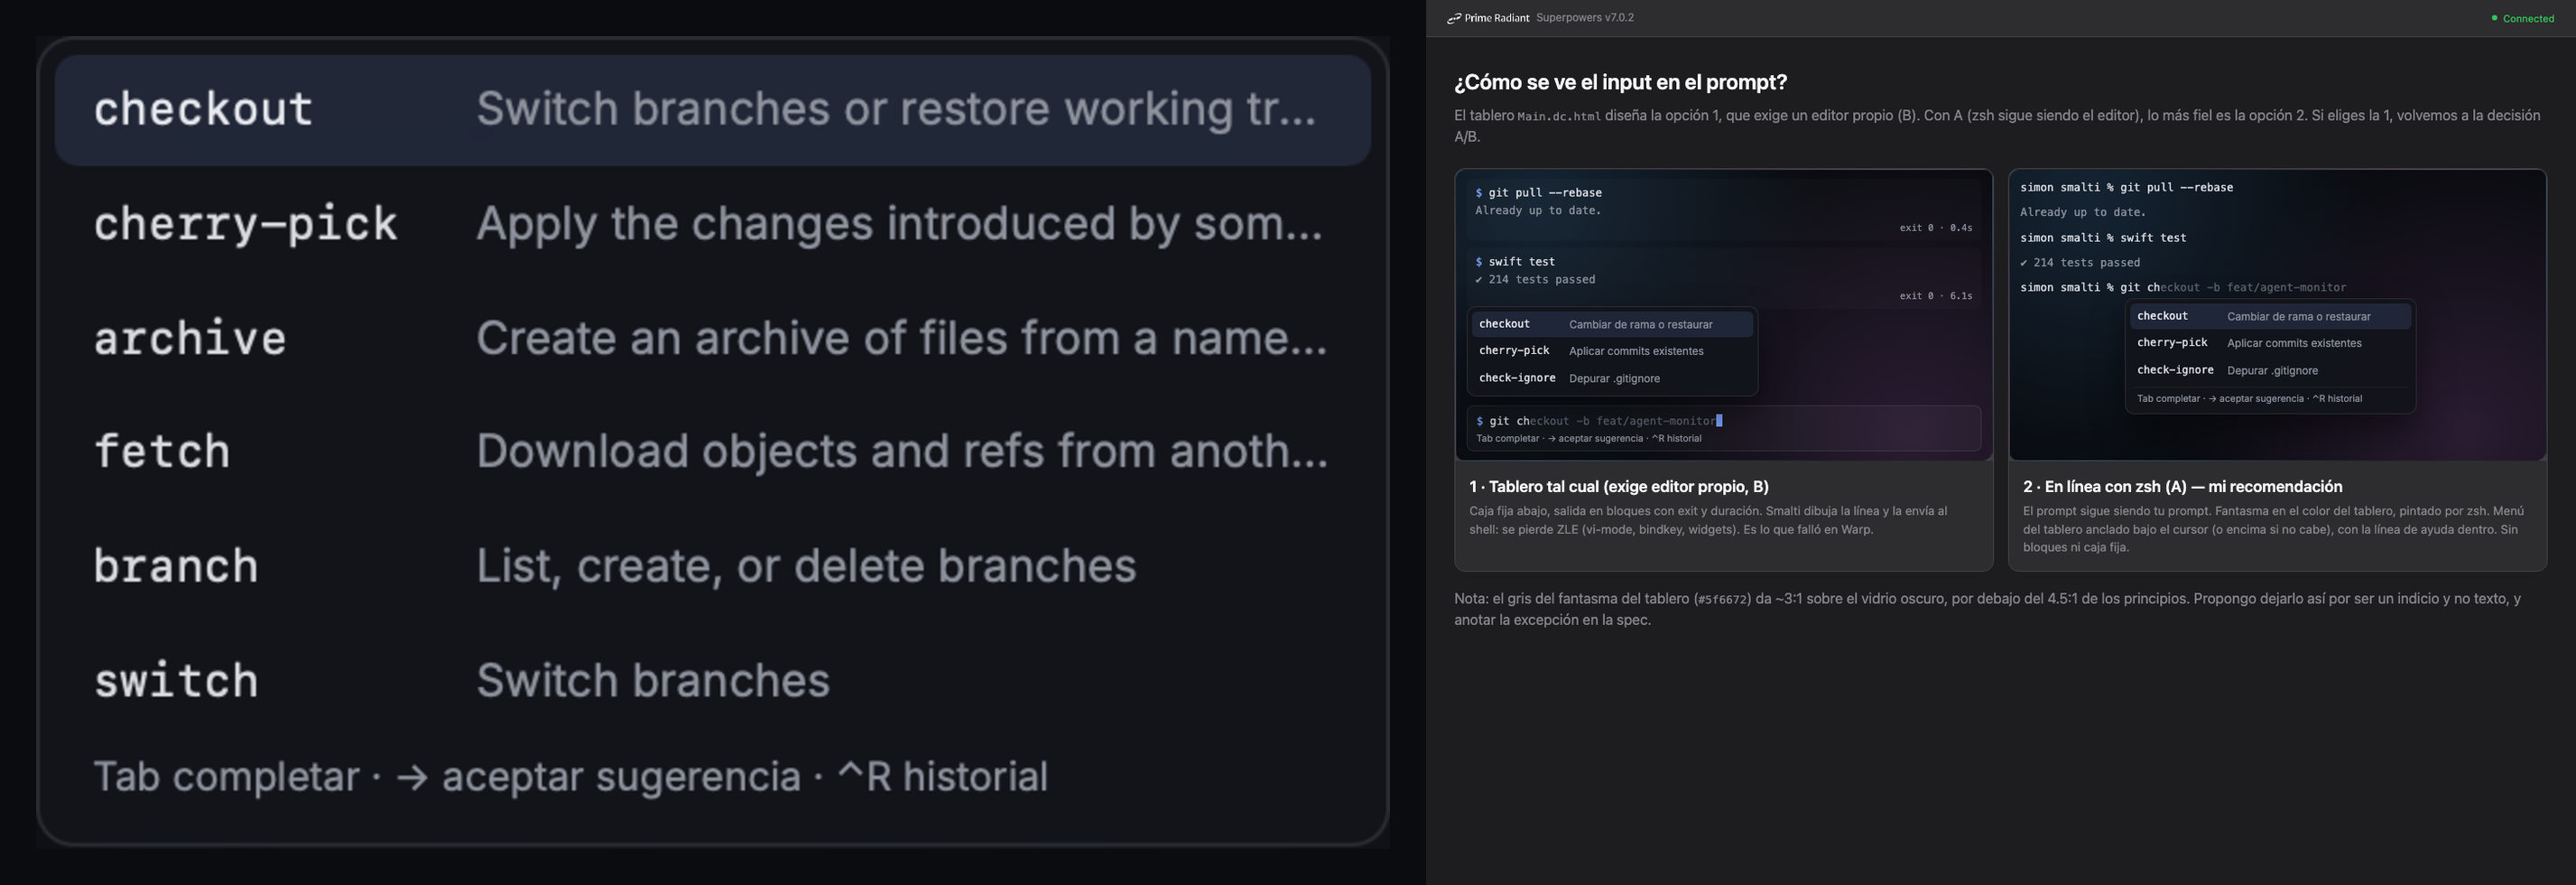 checkout Switch branches or restore working tr...
cherry-pick Apply the changes introduced by som...
archive Create an archive of files from a name...
fetch Download objects and refs from anoth...
branch List, create, or delete branches
switch Switch branches
Tab completar · → aceptar sugerencia · ^R historial
Prime Radiant Superpowers v7.0.2
Connected
¿Cómo se ve el input en el prompt?
El tablero Main.dc.html diseña la opción 1, que exige un editor propio (B). Con A (zsh sigue siendo el editor), lo más fiel es la opción 2. Si eliges la 1, volvemos a la decisión
A/B.
$ git pull --rebase
Already up to date.
exit 0 · 0.4s
$ swift test
✔ 214 tests passed
exit 0 · 6.1s
checkout Cambiar de rama o restaurar
cherry-pick Aplicar commits existentes
check-ignore Depurar .gitignore
$ git checkout -b feat/agent-monitor
Tab completar · → aceptar sugerencia · ^R historial
1 · Tablero tal cual (exige editor propio, B)
Caja fija abajo, salida en bloques con exit y duración. Smalti dibuja la línea y la envía al
shell: se pierde ZLE (vi-mode, bindkey, widgets). Es lo que falló en Warp.
simon smalti % git pull --rebase
Already up to date.
simon smalti % swift test
✔ 214 tests passed
simon smalti % git checkout -b feat/agent-monitor
checkout Cambiar de rama o restaurar
cherry-pick Aplicar commits existentes
check-ignore Depurar .gitignore
Tab completar · → aceptar sugerencia · ^R historial
2 · En línea con zsh (A) — mi recomendación
El prompt sigue siendo tu prompt. Fantasma en el color del tablero, pintado por zsh. Menú
del tablero anclado bajo el cursor (o encima si no cabe), con la línea de ayuda dentro. Sin
bloques ni caja fija.
Nota: el gris del fantasma del tablero (#5f6672) da ~3:1 sobre el vidrio oscuro, por debajo del 4.5:1 de los principios. Propongo dejarlo así por ser un indicio y no texto, y
anotar la excepción en la spec.